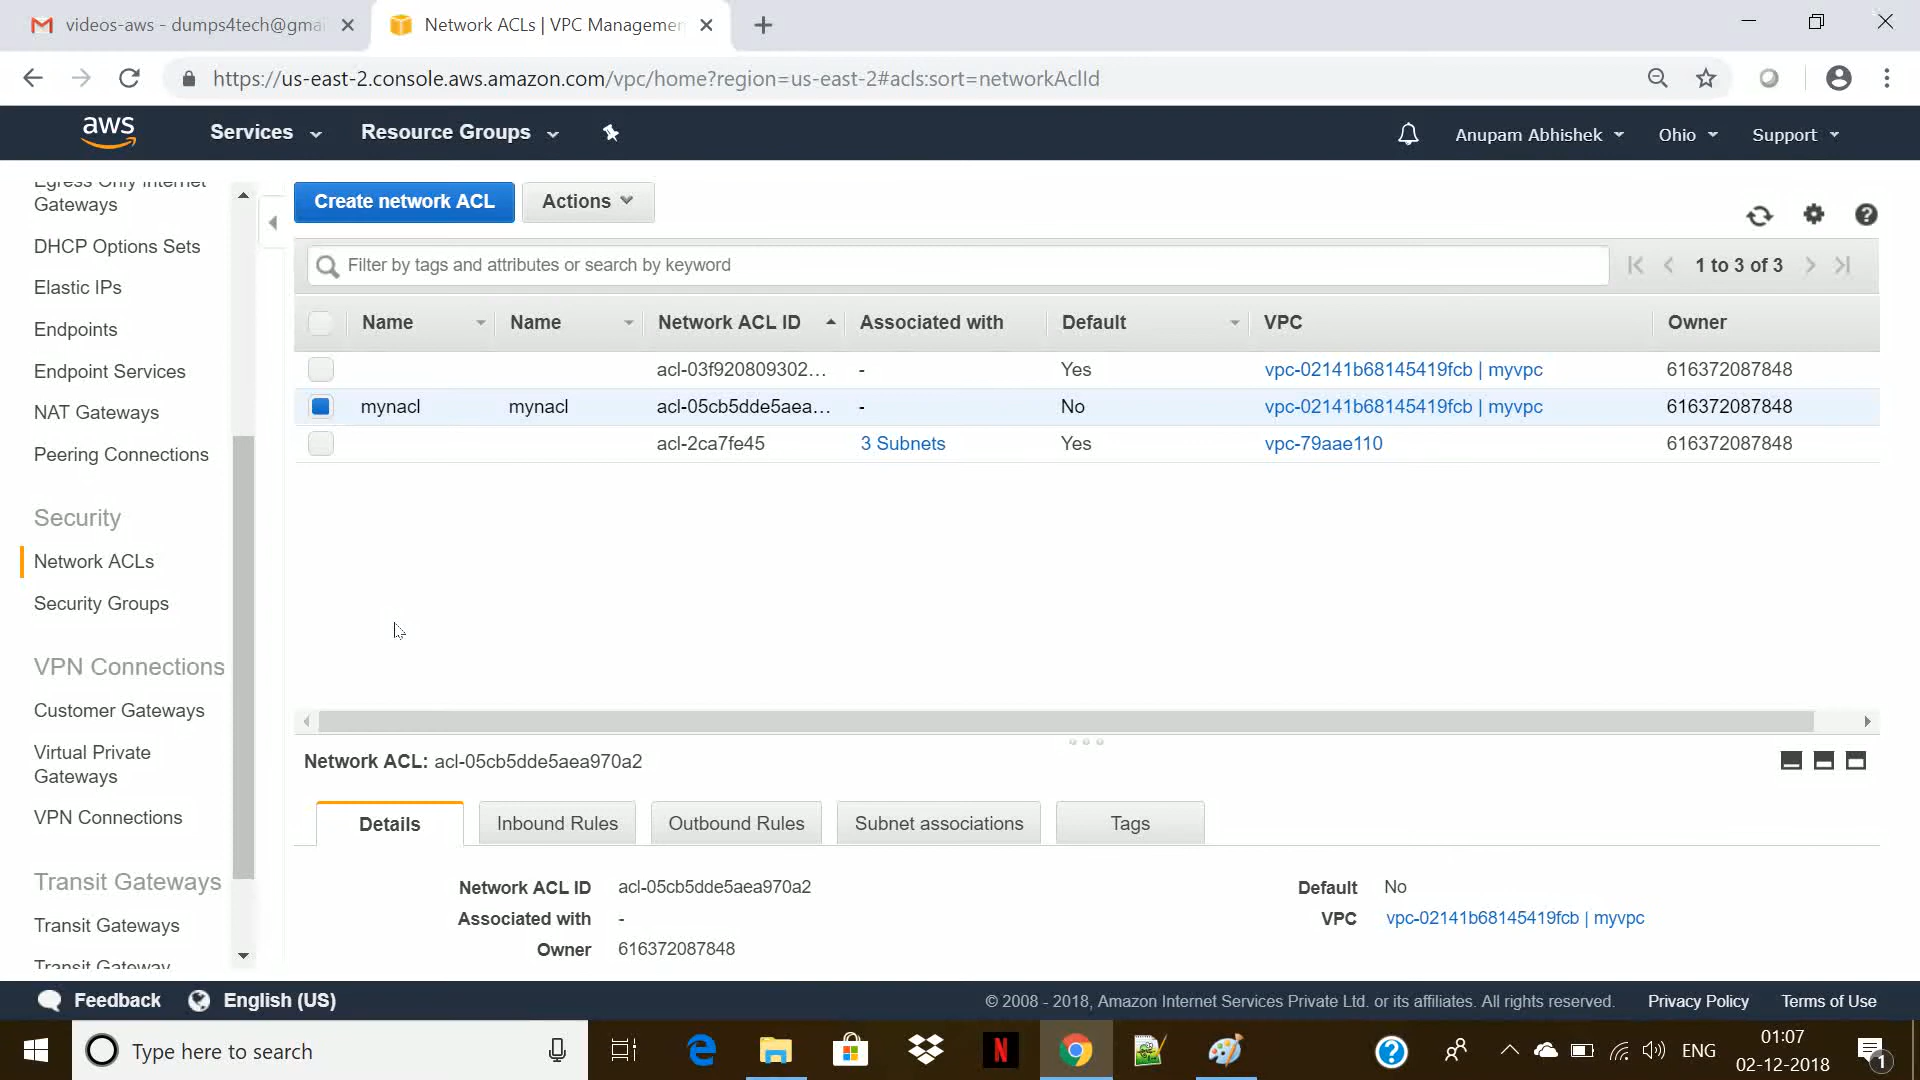 videos-aws - dumps4tech@gmai
Network ACLs | VPC Managemen
https://us-east-2.console.aws.amazon.com/vpc/home?region=us-east-2#acls:sort=networkAclId
aws
Services
Resource Groups
Anupam Abhishek
Ohio
Support
Egress Only Internet
Gateways
DHCP Options Sets
Elastic IPs
Endpoints
Endpoint Services
NAT Gateways
Peering Connections
Security
Network ACLs
Security Groups
VPN Connections
Customer Gateways
Virtual Private
Gateways
VPN Connections
Transit Gateways
Transit Gateways
Transit Gateway
Create network ACL
Actions
Filter by tags and attributes or search by keyword
1 to 3 of 3
Name Name Network ACL ID Associated with Default VPC Owner
acl-03f920809302... - Yes vpc-02141b68145419fcb | myvpc 616372087848
mynacl mynacl acl-05cb5dde5aea... - No vpc-02141b68145419fcb | myvpc 616372087848
acl-2ca7fe45 3 Subnets Yes vpc-79aae110 616372087848
Network ACL: acl-05cb5dde5aea970a2
Details Inbound Rules Outbound Rules Subnet associations Tags
Network ACL ID acl-05cb5dde5aea970a2 Default No
Associated with - VPC vpc-02141b68145419fcb | myvpc
Owner 616372087848
Feedback
English (US)
© 2008 - 2018, Amazon Internet Services Private Ltd. or its affiliates. All rights reserved. Privacy Policy Terms of Use
Type here to search
N
ENG
01:07
02-12-2018
1